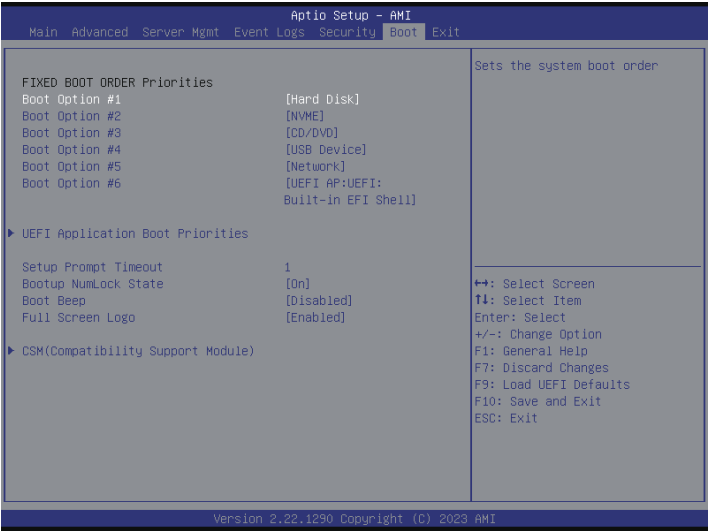 Aptio Setup – AMI
Main Advanced Server Mgmt Event Logs Security Boot Exit
Sets the system boot order
FIXED BOOT ORDER Priorities
Boot Option #1 [Hard Disk]
Boot Option #2 [NVME]
Boot Option #3 [CD/DVD]
Boot Option #4 [USB Device]
Boot Option #5 [Network]
Boot Option #6 [UEFI AP:UEFI:
Built-in EFI Shell]
UEFI Application Boot Priorities
Setup Prompt Timeout 1
Bootup NumLock State [On]
Boot Beep [Disabled]
Full Screen Logo [Enabled]
CSM(Compatibility Support Module)
↔: Select Screen
↑↓: Select Item
Enter: Select
+/-: Change Option
F1: General Help
F7: Discard Changes
F9: Load UEFI Defaults
F10: Save and Exit
ESC: Exit
Version 2.22.1290 Copyright (C) 2023 AMI